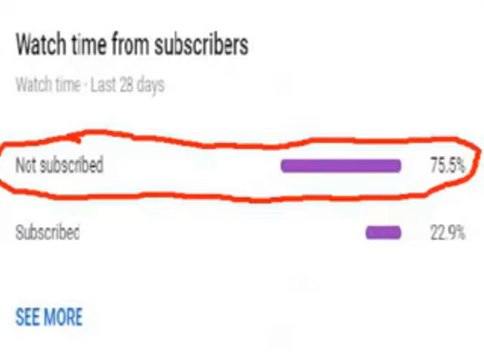 Watch time from subscribers
Watch time · Last 28 days
Not subscribed 75.5%
Subscribed 22.9%
SEE MORE